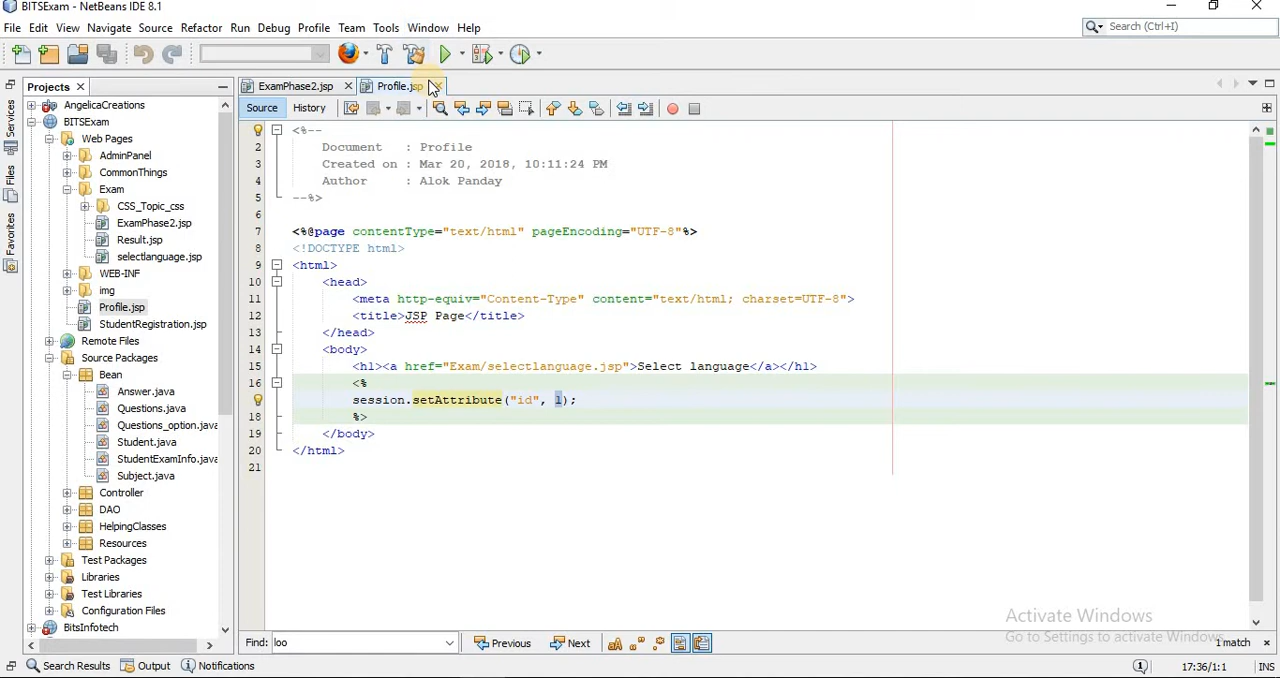 BITSExam - NetBeans IDE 8.1
File Edit View Navigate Source Refactor Run Debug Profile Team Tools Window Help
Search (Ctrl+I)
Projects
ExamPhase2.jsp
Profile.jsp
Source History
Services
Files
Favorites
AngelicaCreations
BITSExam
Web Pages
AdminPanel
CommonThings
Exam
CSS_Topic_css
ExamPhase2.jsp
Result.jsp
selectlanguage.jsp
WEB-INF
img
Profile.jsp
StudentRegistration.jsp
Remote Files
Source Packages
Bean
Answer.java
Questions.java
Questions_option.java
Student.java
StudentExamInfo.java
Subject.java
Controller
DAO
HelpingClasses
Resources
Test Packages
Libraries
Test Libraries
Configuration Files
BitsInfotech
<%--
2 Document : Profile
3 Created on : Mar 20, 2018, 10:11:24 PM
4 Author : Alok Panday
5 --%>
6
7 <%@page contentType="text/html" pageEncoding="UTF-8"%>
8 <!DOCTYPE html>
9 <html>
10 <head>
11 <meta http-equiv="Content-Type" content="text/html; charset=UTF-8">
12 <title>JSP Page</title>
13 </head>
14 <body>
15 <h1><a href="Exam/selectlanguage.jsp">Select language</a></h1>
16 <%
session.setAttribute("id", 1);
18 %>
19 </body>
20 </html>
21
Find: loo
Previous
Next
1 match
Activate Windows
Go to Settings to activate Windows.
Search Results Output Notifications
17:36/1:1 INS